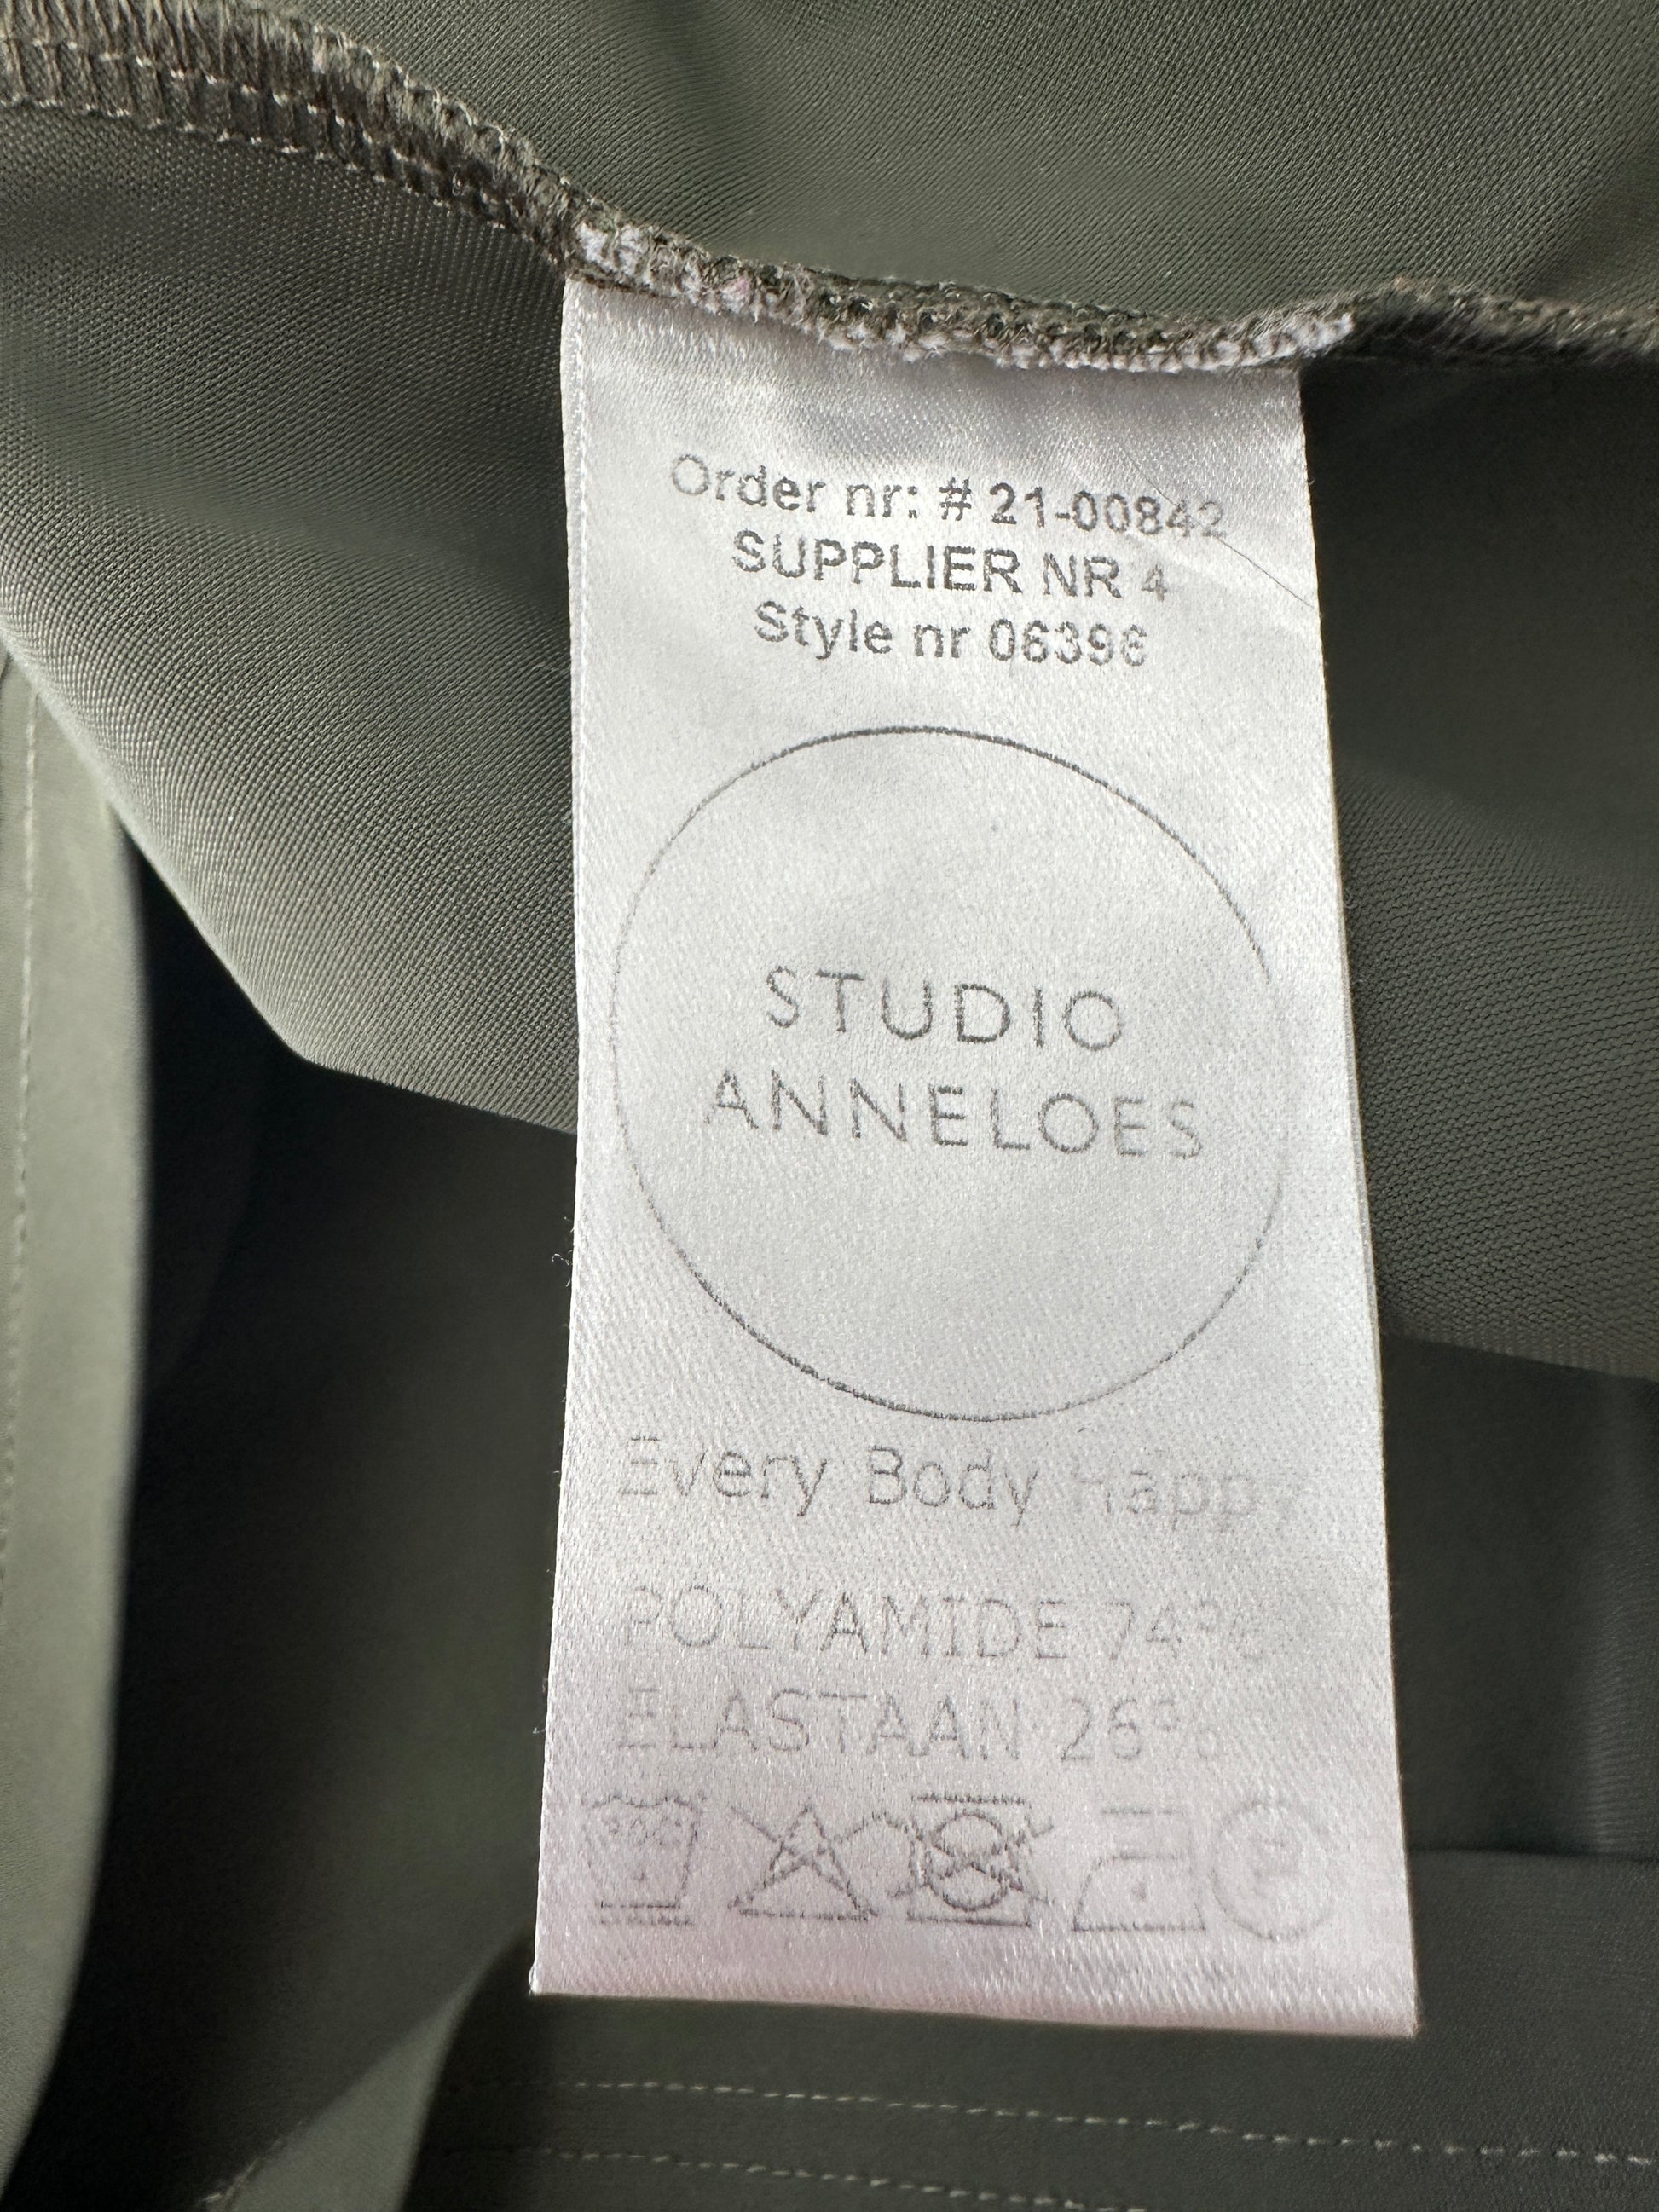 Order nr: # 21-00842
SUPPLIER NR 4
Style nr 06396
STUDIO
ANNELOES
Every Body Happy
POLYAMIDE 74%
ELASTAAN 26%